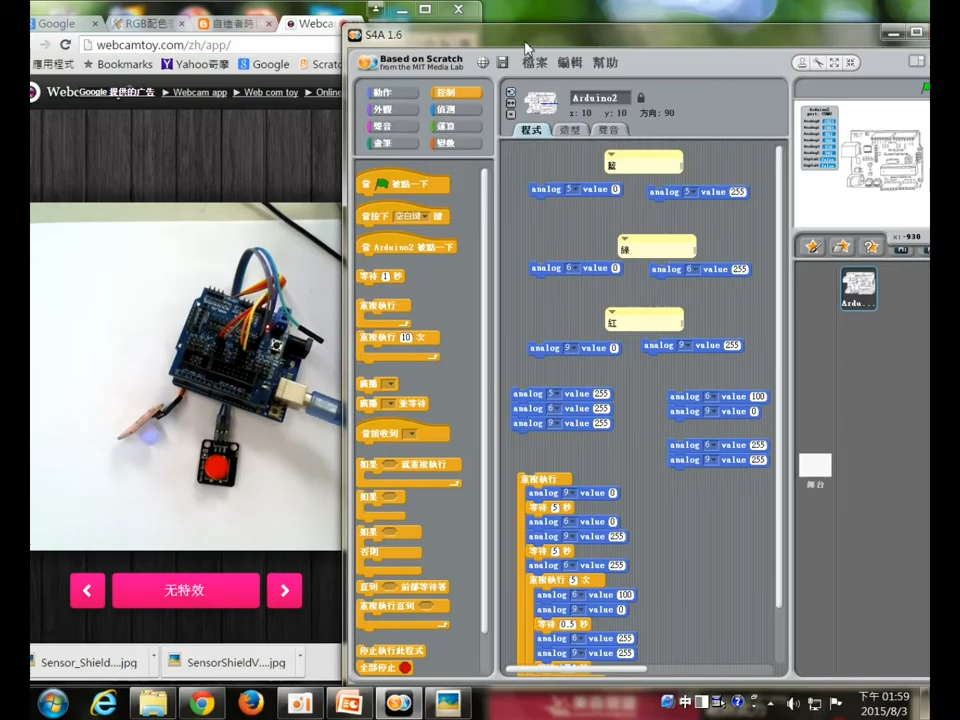 Google
RGB配色
自造者時
Webca
webcamtoy.com/zh/app/
應用程式
Bookmarks
Yahoo奇摩
Google
Scratc
Webc
Google 提供的广告
Webcam app
Web com toy
Online
无特效
Sensor_Shield....jpg
SensorShieldV....jpg
S4A 1.6
Based on Scratch
from the MIT Media Lab
檔案 編輯 幫助
動作 控制
外觀 偵測
聲音 運算
畫筆 變數
當 被點一下
當按下 空白鍵 鍵
當 Arduino2 被點一下
等待 1 秒
重複執行
重複執行 10 次
廣播
廣播 並等待
當接收到
如果 就重複執行
如果
如果
否則
直到 前都等待著
重複執行直到
停止執行此程式
全部停止
Arduino2
x: 10 y: 10 方向: 90
程式 造型 聲音
藍
analog 5 value 0
analog 5 value 255
綠
analog 6 value 0
analog 6 value 255
紅
analog 9 value 0
analog 9 value 255
analog 5 value 255
analog 6 value 255
analog 9 value 255
analog 6 value 100
analog 9 value 0
analog 6 value 255
analog 9 value 255
重複執行
analog 9 value 0
等待 5 秒
analog 6 value 0
analog 9 value 255
等待 5 秒
analog 6 value 255
重複執行 5 次
analog 6 value 100
analog 9 value 0
等待 0.5 秒
analog 6 value 255
analog 9 value 255
Arduino2
x: -930
Ardu...
舞台
中
下午 01:59
2015/8/3